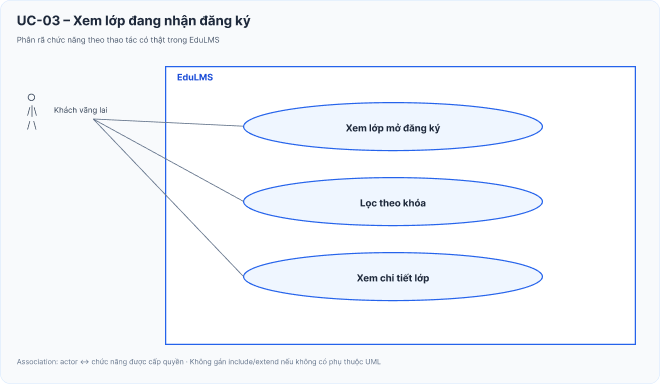 UC-03 – Xem lớp đang nhận đăng ký
Phân rã chức năng theo thao tác có thật trong EduLMS
EduLMS
Khách vãng lai
Xem lớp mở đăng ký
Lọc theo khóa
Xem chi tiết lớp
Association: actor ↔ chức năng được cấp quyền · Không gán include/extend nếu không có phụ thuộc UML